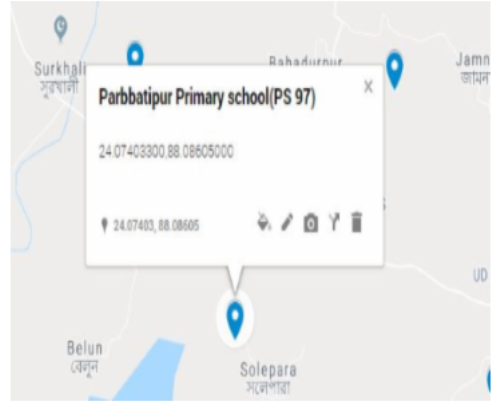 Surkhali
সুরখালী
Bahadurpur
Jamn
জামন
Parbbatipur Primary school(PS 97)
24.07403300,88.08605000
24.07403, 88.08605
UD
Belun
বেলুন
Solepara
সলেপারা